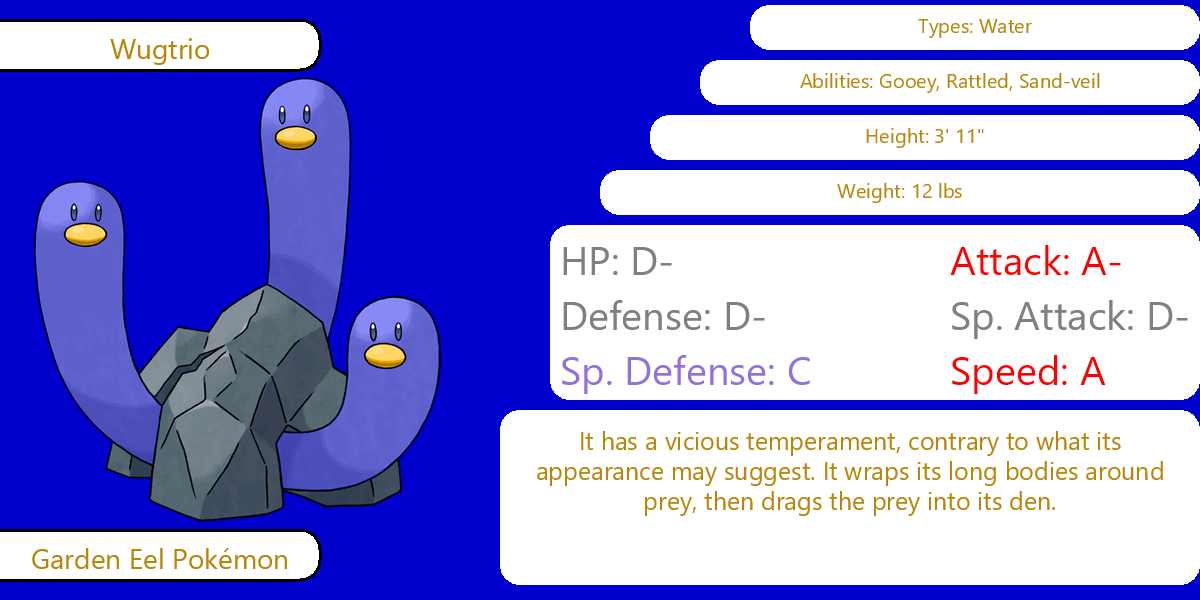 Wugtrio
Types: Water
Abilities: Gooey, Rattled, Sand-veil
Height: 3' 11"
Weight: 12 lbs
HP: D-
Attack: A-
Defense: D-
Sp. Attack: D-
Sp. Defense: C
Speed: A
It has a vicious temperament, contrary to what its
appearance may suggest. It wraps its long bodies around
prey, then drags the prey into its den.
Garden Eel Pokémon